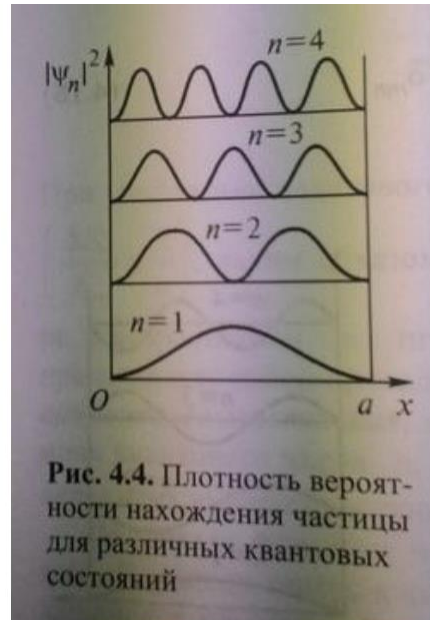 |ψₙ|²
n=4
n=3
n=2
n=1
O a x
Рис. 4.4. Плотность вероят-
ности нахождения частицы
для различных квантовых
состояний